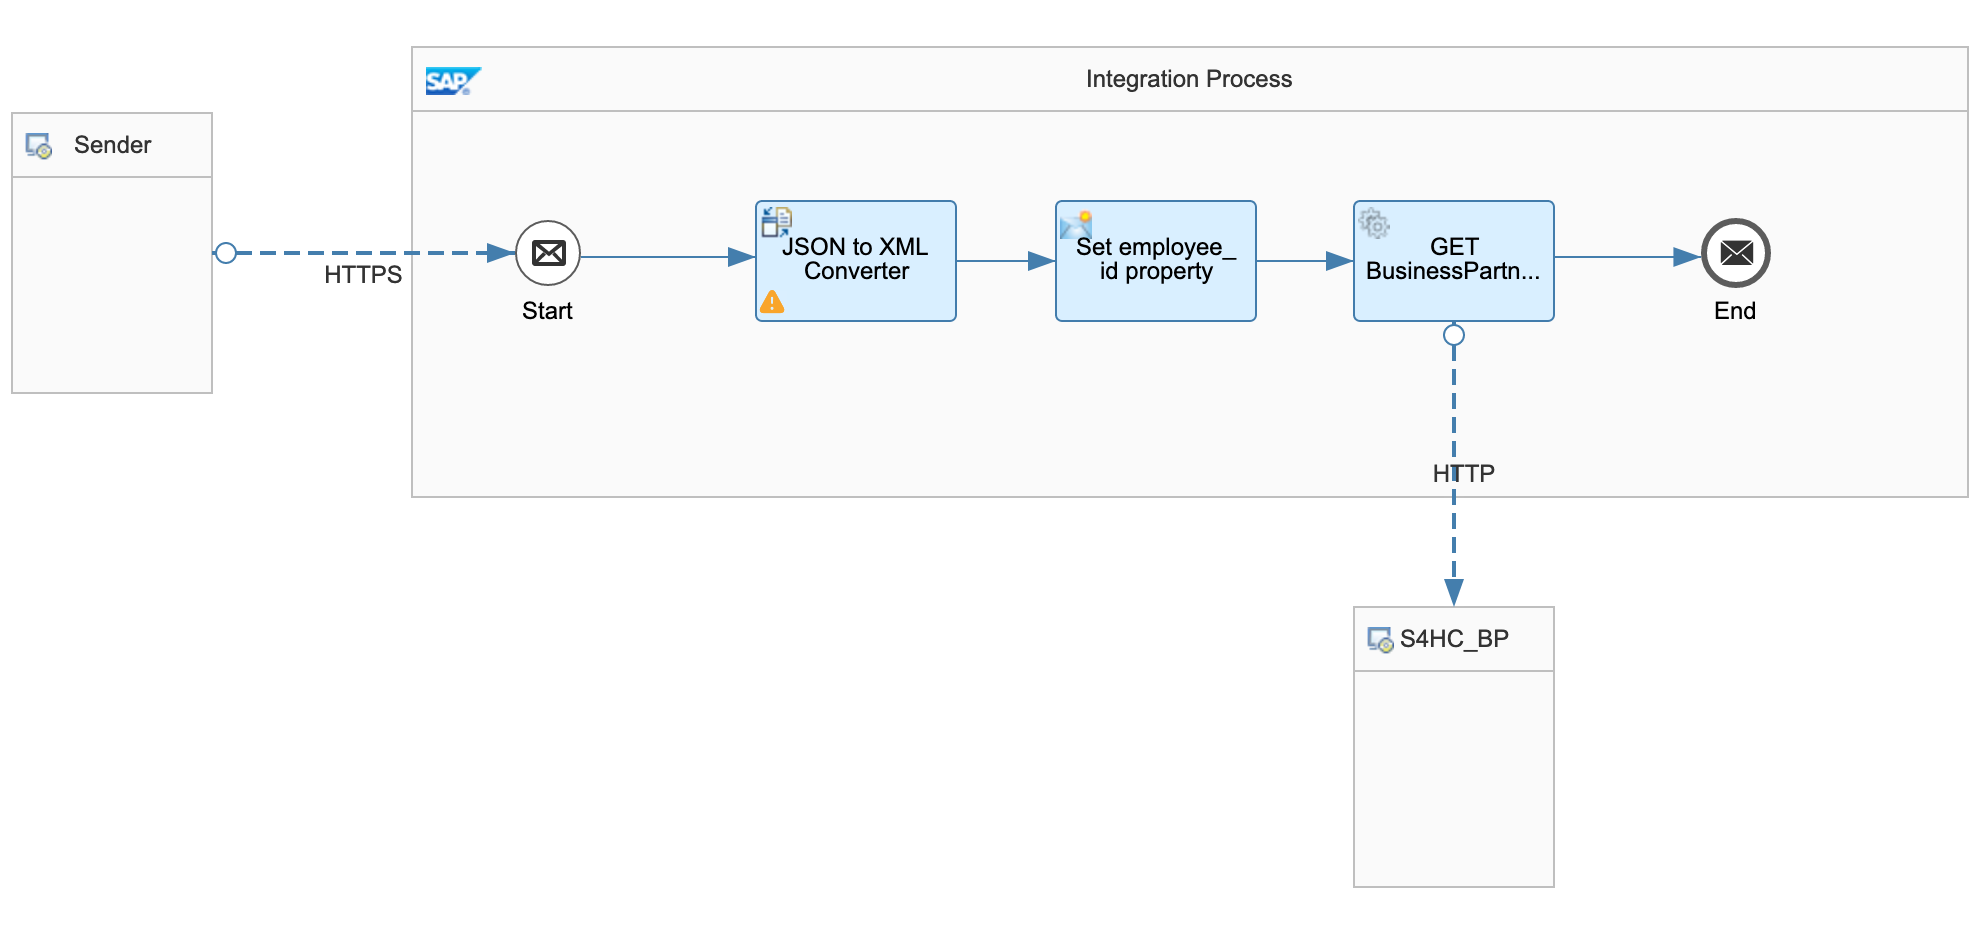 SAP
Integration Process
Sender
HTTPS
Start
JSON to XML
Converter
Set employee_
id property
GET
BusinessPartn...
End
HTTP
S4HC_BP